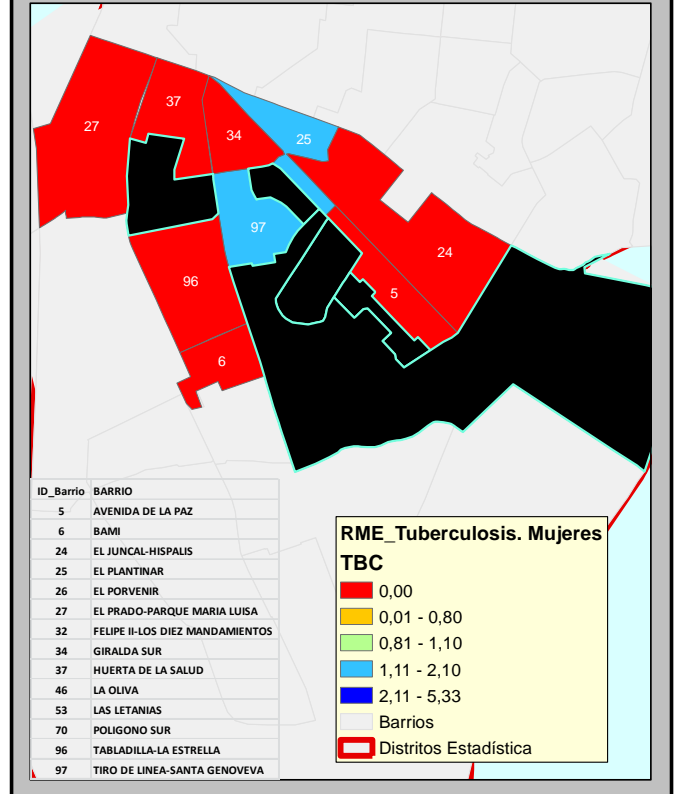 37
27
34
25
97
24
96
5
6
ID_Barrio BARRIO
5 AVENIDA DE LA PAZ
6 BAMI
24 EL JUNCAL-HISPALIS
25 EL PLANTINAR
26 EL PORVENIR
27 EL PRADO-PARQUE MARIA LUISA
32 FELIPE II-LOS DIEZ MANDAMIENTOS
34 GIRALDA SUR
37 HUERTA DE LA SALUD
46 LA OLIVA
53 LAS LETANIAS
70 POLIGONO SUR
96 TABLADILLA-LA ESTRELLA
97 TIRO DE LINEA-SANTA GENOVEVA
RME_Tuberculosis. Mujeres
TBC
0,00
0,01 - 0,80
0,81 - 1,10
1,11 - 2,10
2,11 - 5,33
Barrios
Distritos Estadística